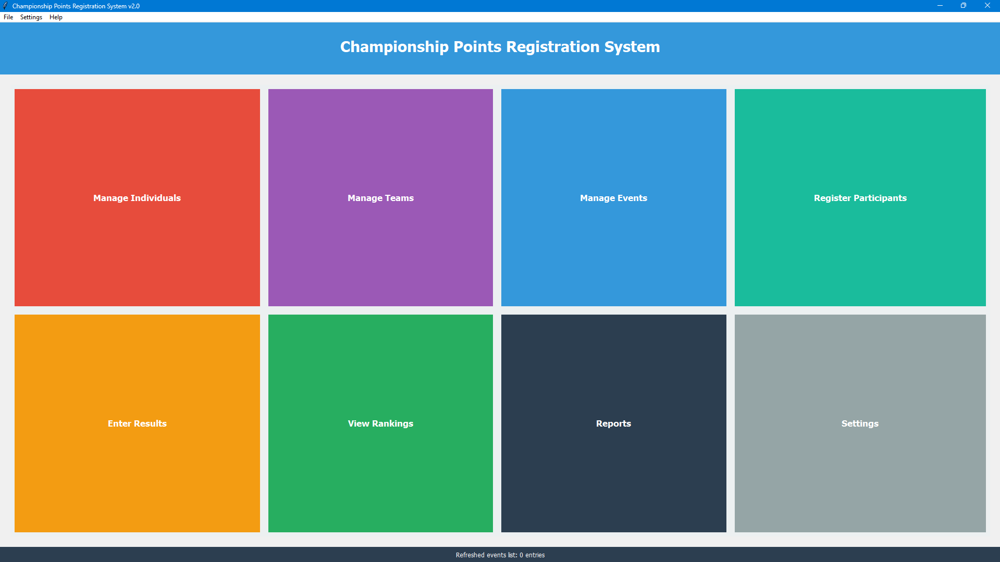 Championship Points Registration System v2.0
File Settings Help
Championship Points Registration System
Manage Individuals
Manage Teams
Manage Events
Register Participants
Enter Results
View Rankings
Reports
Settings
Refreshed events list: 0 entries